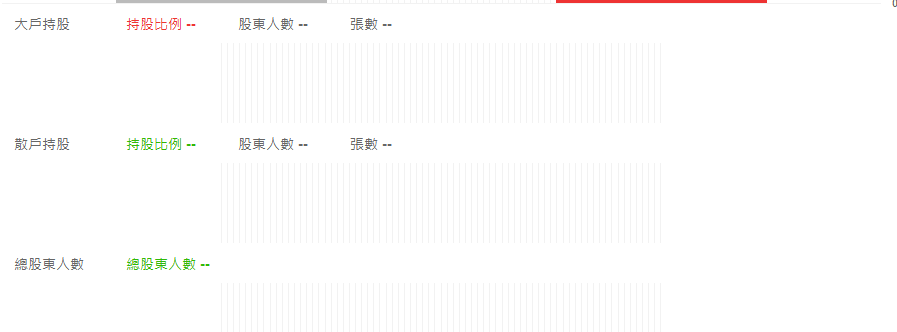 0
大戶持股 持股比例 -- 股東人數 -- 張數 --
散戶持股 持股比例 -- 股東人數 -- 張數 --
總股東人數 總股東人數 --